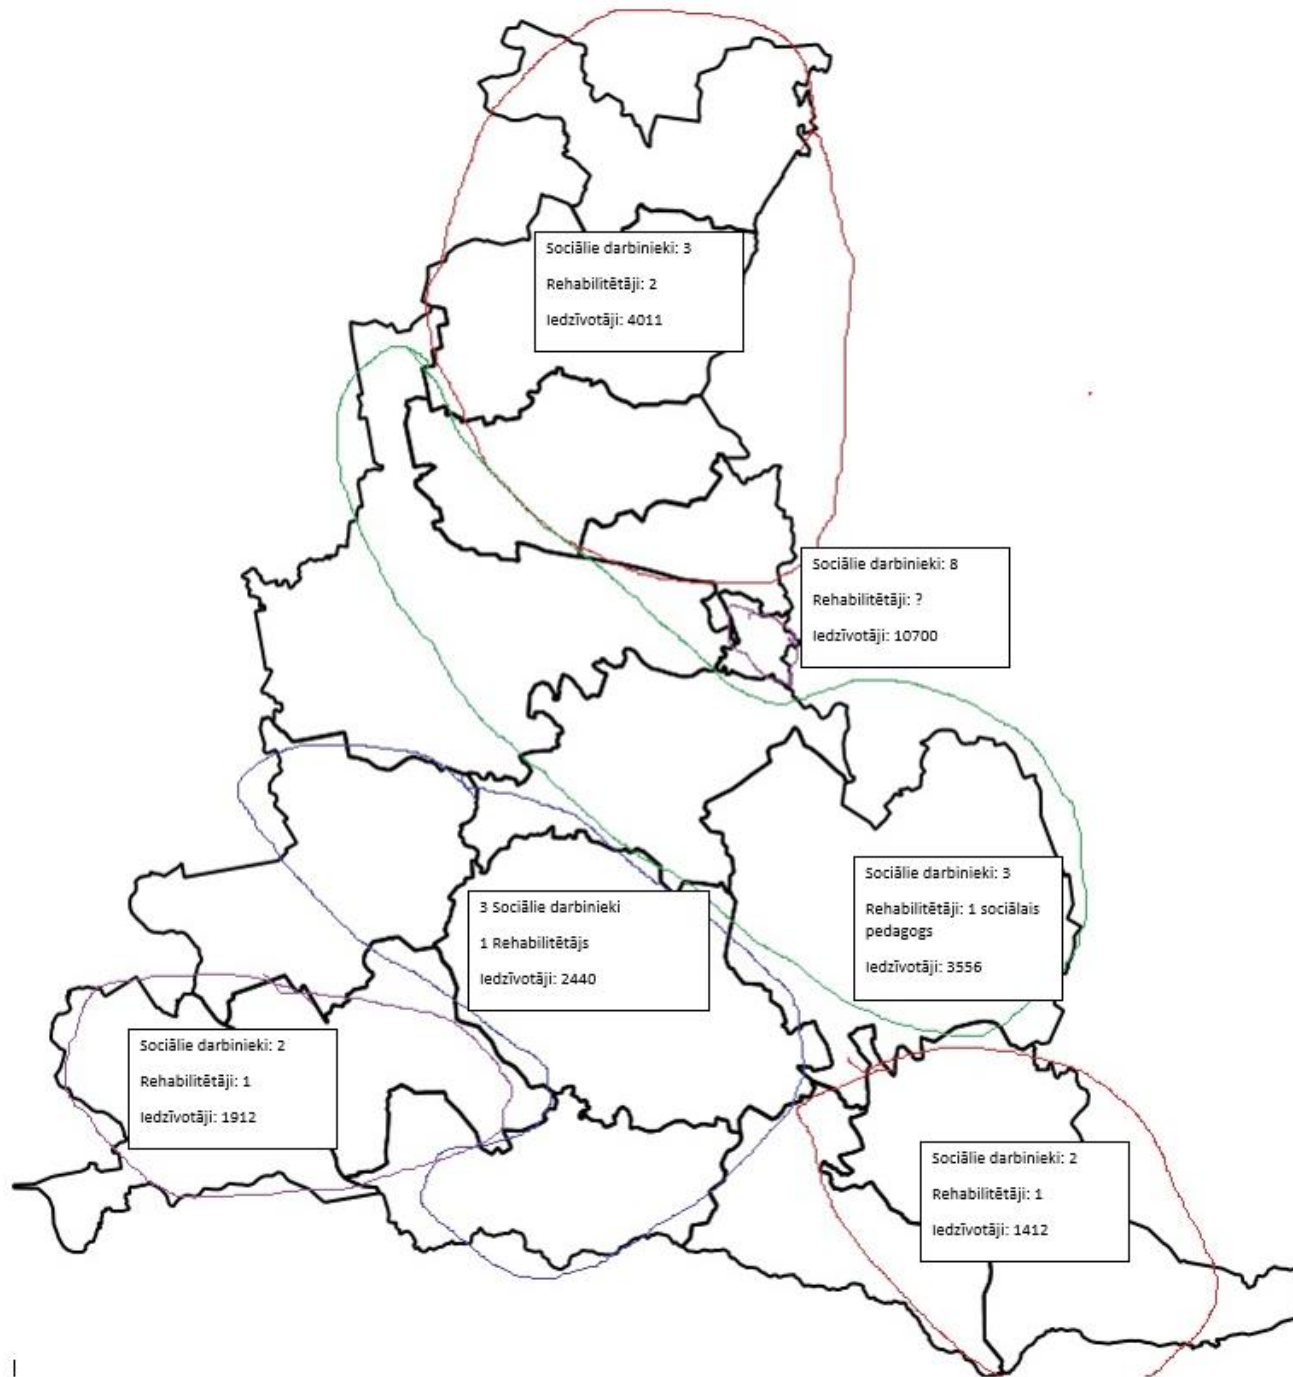 Sociālie darbinieki: 3
Rehabilitētāji: 2
Iedzīvotāji: 4011
Sociālie darbinieki: 8
Rehabilitētāji: ?
Iedzīvotāji: 10700
Sociālie darbinieki: 3
Rehabilitētāji: 1 sociālais
pedagogs
Iedzīvotāji: 3556
3 Sociālie darbinieki
1 Rehabilitētājs
Iedzīvotāji: 2440
Sociālie darbinieki: 2
Rehabilitētāji: 1
Iedzīvotāji: 1912
Sociālie darbinieki: 2
Rehabilitētāji: 1
Iedzīvotāji: 1412